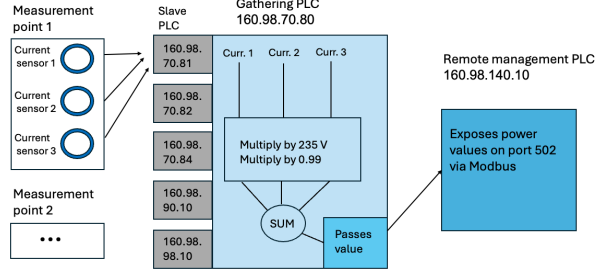 Measurement
point 1
Current
sensor 1
Current
sensor 2
Current
sensor 3
Measurement
point 2
•••
Slave
PLC
160.98.
70.81
160.98.
70.82
160.98.
70.84
160.98.
90.10
160.98.
98.10
Gathering PLC
160.98.70.80
Curr. 1 Curr. 2 Curr. 3
Multiply by 235 V
Multiply by 0.99
SUM
Passes
value
Remote management PLC
160.98.140.10
Exposes power
values on port 502
via Modbus